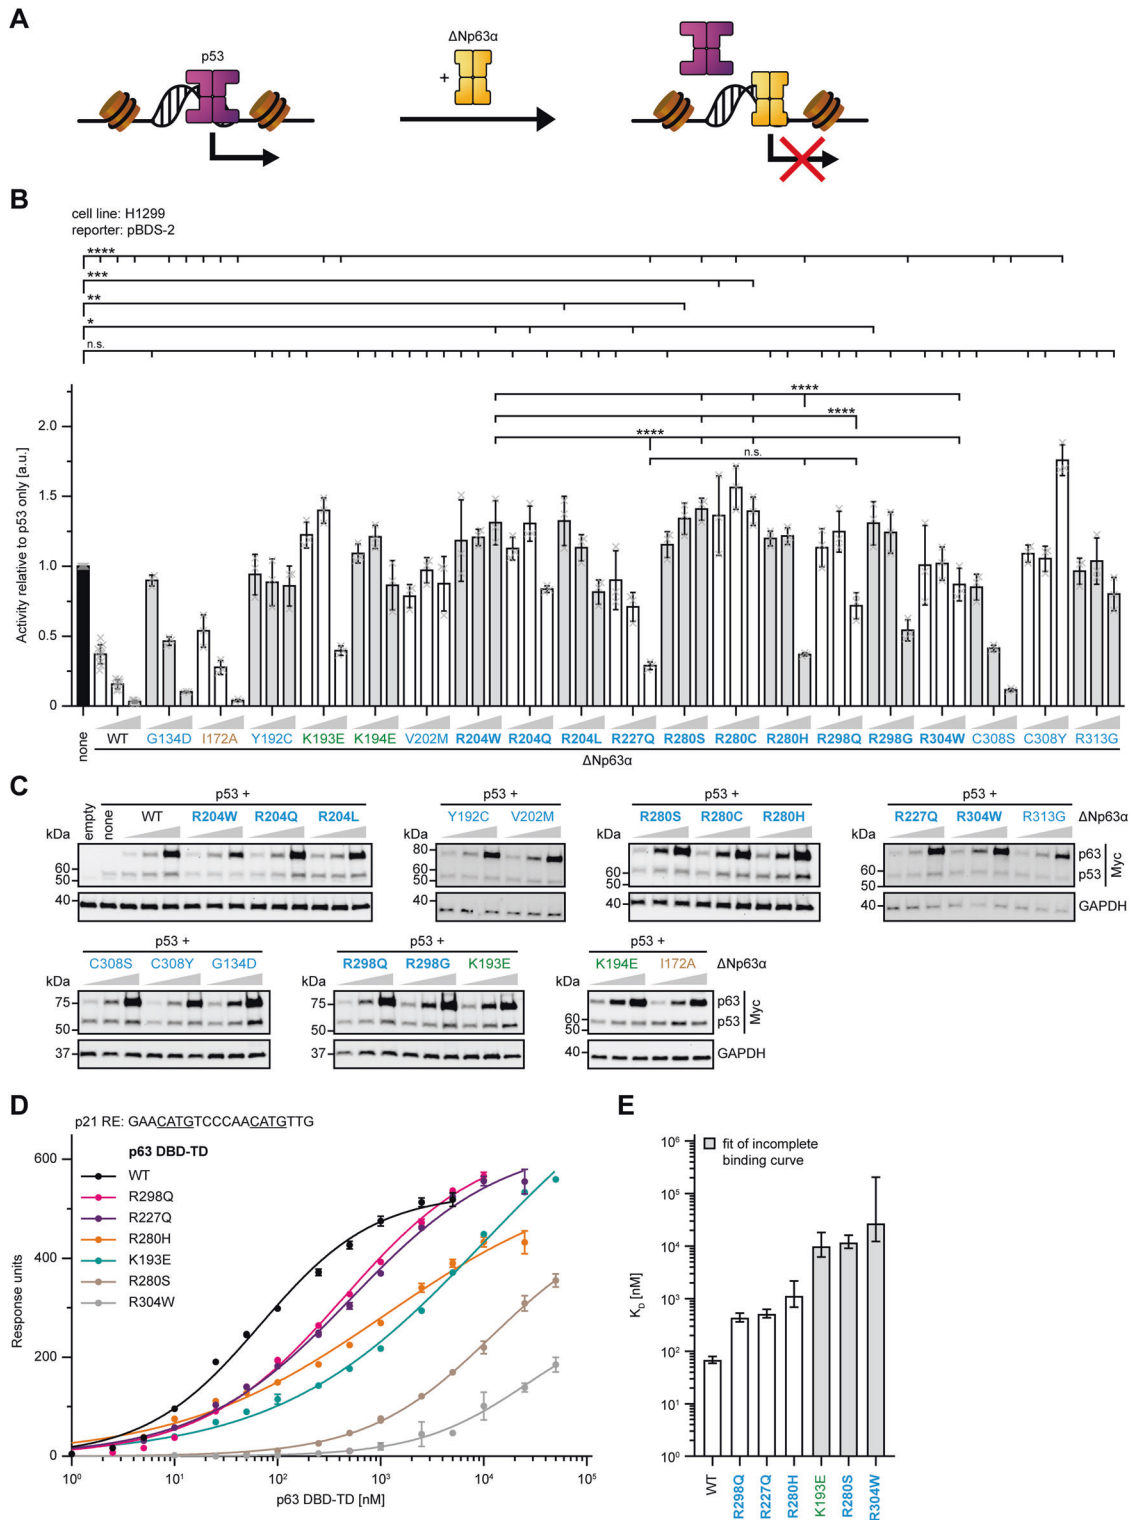 A
p53
ΔNp63α
+
B
cell line: H1299
reporter: pBDS-2
****
***
**
*
n.s.
****
****
****
n.s.
Activity relative to p53 only [a.u.]
2.0
1.5
1.0
0.5
0
none
WT
G134D
I172A
Y192C
K193E
K194E
V202M
R204W
R204Q
R204L
R227Q
R280S
R280C
R280H
R298Q
R298G
R304W
C308S
C308Y
R313G
ΔNp63α
C
p53 +
p53 +
p53 +
p53 +
empty
none
WT
R204W
R204Q
R204L
Y192C
V202M
R280S
R280C
R280H
R227Q
R304W
R313G
ΔNp63α
kDa
60
50
40
kDa
80
60
50
40
kDa
60
50
40
kDa
60
50
40
p63
p53
Myc
GAPDH
p53 +
p53 +
p53 +
C308S
C308Y
G134D
R298Q
R298G
K193E
K194E
I172A
ΔNp63α
kDa
75
50
37
kDa
75
50
37
kDa
60
50
40
p63
p53
Myc
GAPDH
D
p21 RE: GAACATGTCCCAACATGTTG
p63 DBD-TD
WT
R298Q
R227Q
R280H
K193E
R280S
R304W
Response units
600
400
200
0
10⁰
10¹
10²
10³
10⁴
10⁵
p63 DBD-TD [nM]
E
fit of incomplete
binding curve
K_D [nM]
10⁶
10⁵
10⁴
10³
10²
10¹
10⁰
WT
R298Q
R227Q
R280H
K193E
R280S
R304W